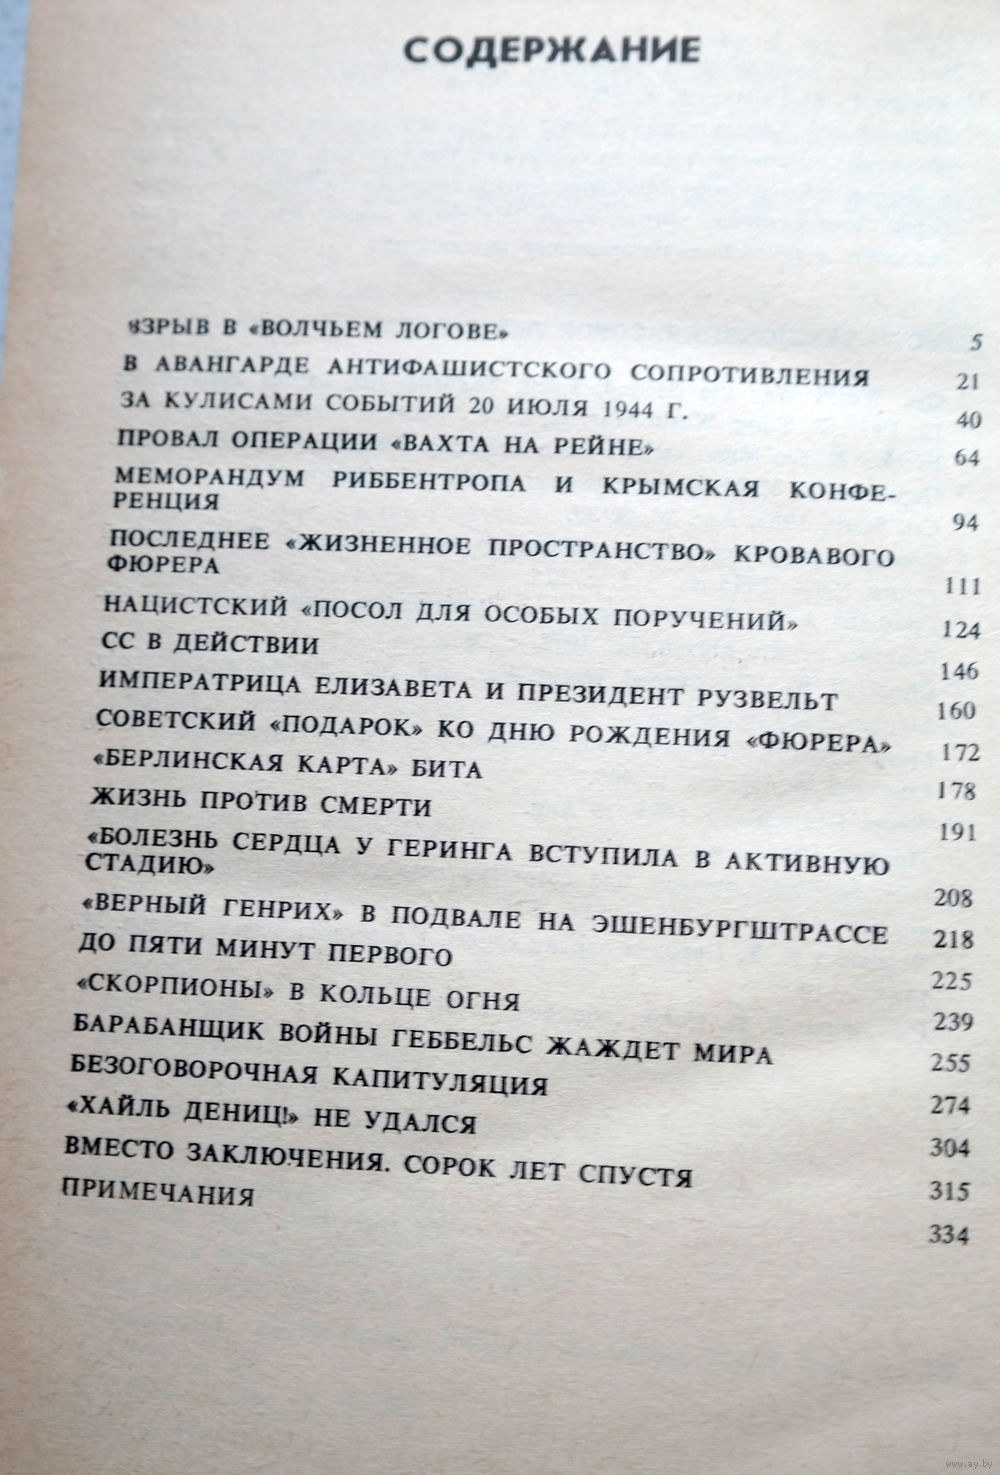 СОДЕРЖАНИЕ
ВЗРЫВ В «ВОЛЧЬЕМ ЛОГОВЕ» 5
В АВАНГАРДЕ АНТИФАШИСТСКОГО СОПРОТИВЛЕНИЯ 21
ЗА КУЛИСАМИ СОБЫТИЙ 20 ИЮЛЯ 1944 Г. 40
ПРОВАЛ ОПЕРАЦИИ «ВАХТА НА РЕЙНЕ» 64
МЕМОРАНДУМ РИББЕНТРОПА И КРЫМСКАЯ КОНФЕ-
РЕНЦИЯ 94
ПОСЛЕДНЕЕ «ЖИЗНЕННОЕ ПРОСТРАНСТВО» КРОВАВОГО
ФЮРЕРА 111
НАЦИСТСКИЙ «ПОСОЛ ДЛЯ ОСОБЫХ ПОРУЧЕНИЙ» 124
СС В ДЕЙСТВИИ 146
ИМПЕРАТРИЦА ЕЛИЗАВЕТА И ПРЕЗИДЕНТ РУЗВЕЛЬТ 160
СОВЕТСКИЙ «ПОДАРОК» КО ДНЮ РОЖДЕНИЯ «ФЮРЕРА» 172
«БЕРЛИНСКАЯ КАРТА» БИТА 178
ЖИЗНЬ ПРОТИВ СМЕРТИ 191
«БОЛЕЗНЬ СЕРДЦА У ГЕРИНГА ВСТУПИЛА В АКТИВНУЮ
СТАДИЮ» 208
«ВЕРНЫЙ ГЕНРИХ» В ПОДВАЛЕ НА ЭШЕНБУРГШТРАССЕ 218
ДО ПЯТИ МИНУТ ПЕРВОГО 225
«СКОРПИОНЫ» В КОЛЬЦЕ ОГНЯ 239
БАРАБАНЩИК ВОЙНЫ ГЕББЕЛЬС ЖАЖДЕТ МИРА 255
БЕЗОГОВОРОЧНАЯ КАПИТУЛЯЦИЯ 274
«ХАЙЛЬ ДЕНИЦ!» НЕ УДАЛСЯ 304
ВМЕСТО ЗАКЛЮЧЕНИЯ. СОРОК ЛЕТ СПУСТЯ 315
ПРИМЕЧАНИЯ 334
www.ay.by